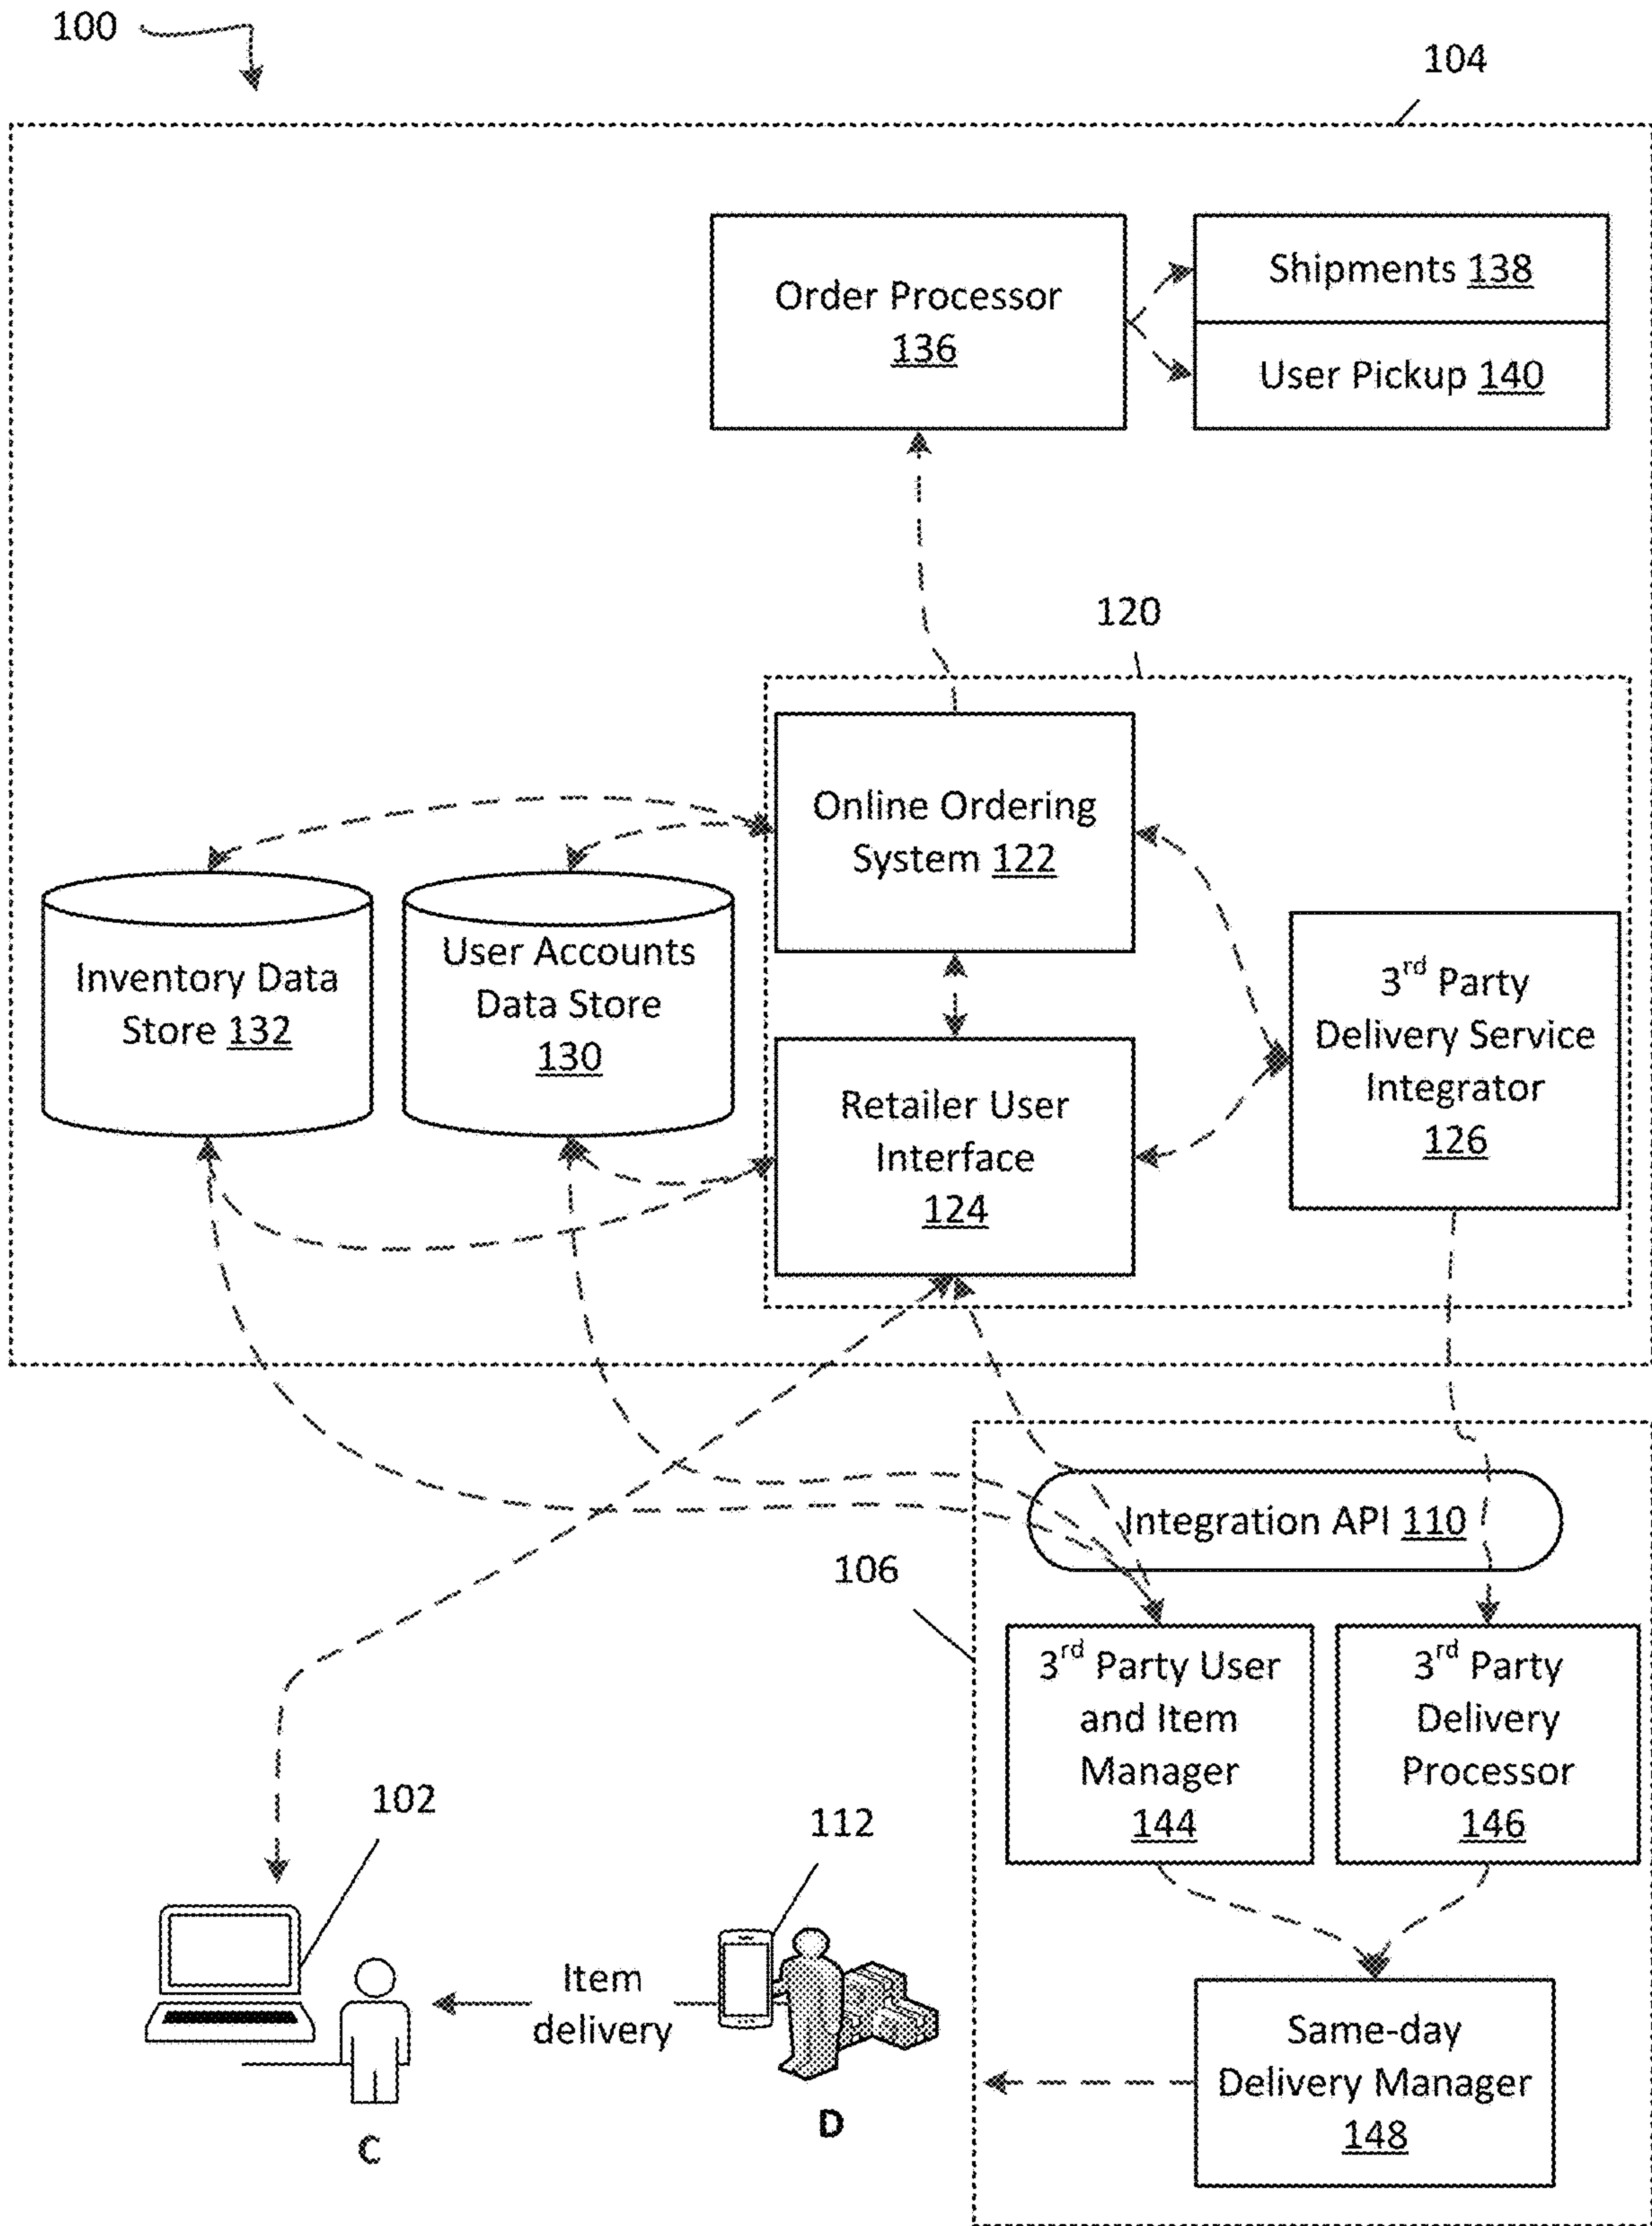 100
104
Order Processor
136
Shipments 138
User Pickup 140
120
Online Ordering
System 122
Inventory Data
Store 132
User Accounts
Data Store
130
3rd Party
Delivery Service
Integrator
126
Retailer User
Interface
124
Integration API 110
106
3rd Party User
and Item
Manager
144
3rd Party
Delivery
Processor
146
102
112
Item
delivery
Same-day
Delivery Manager
148
C
D